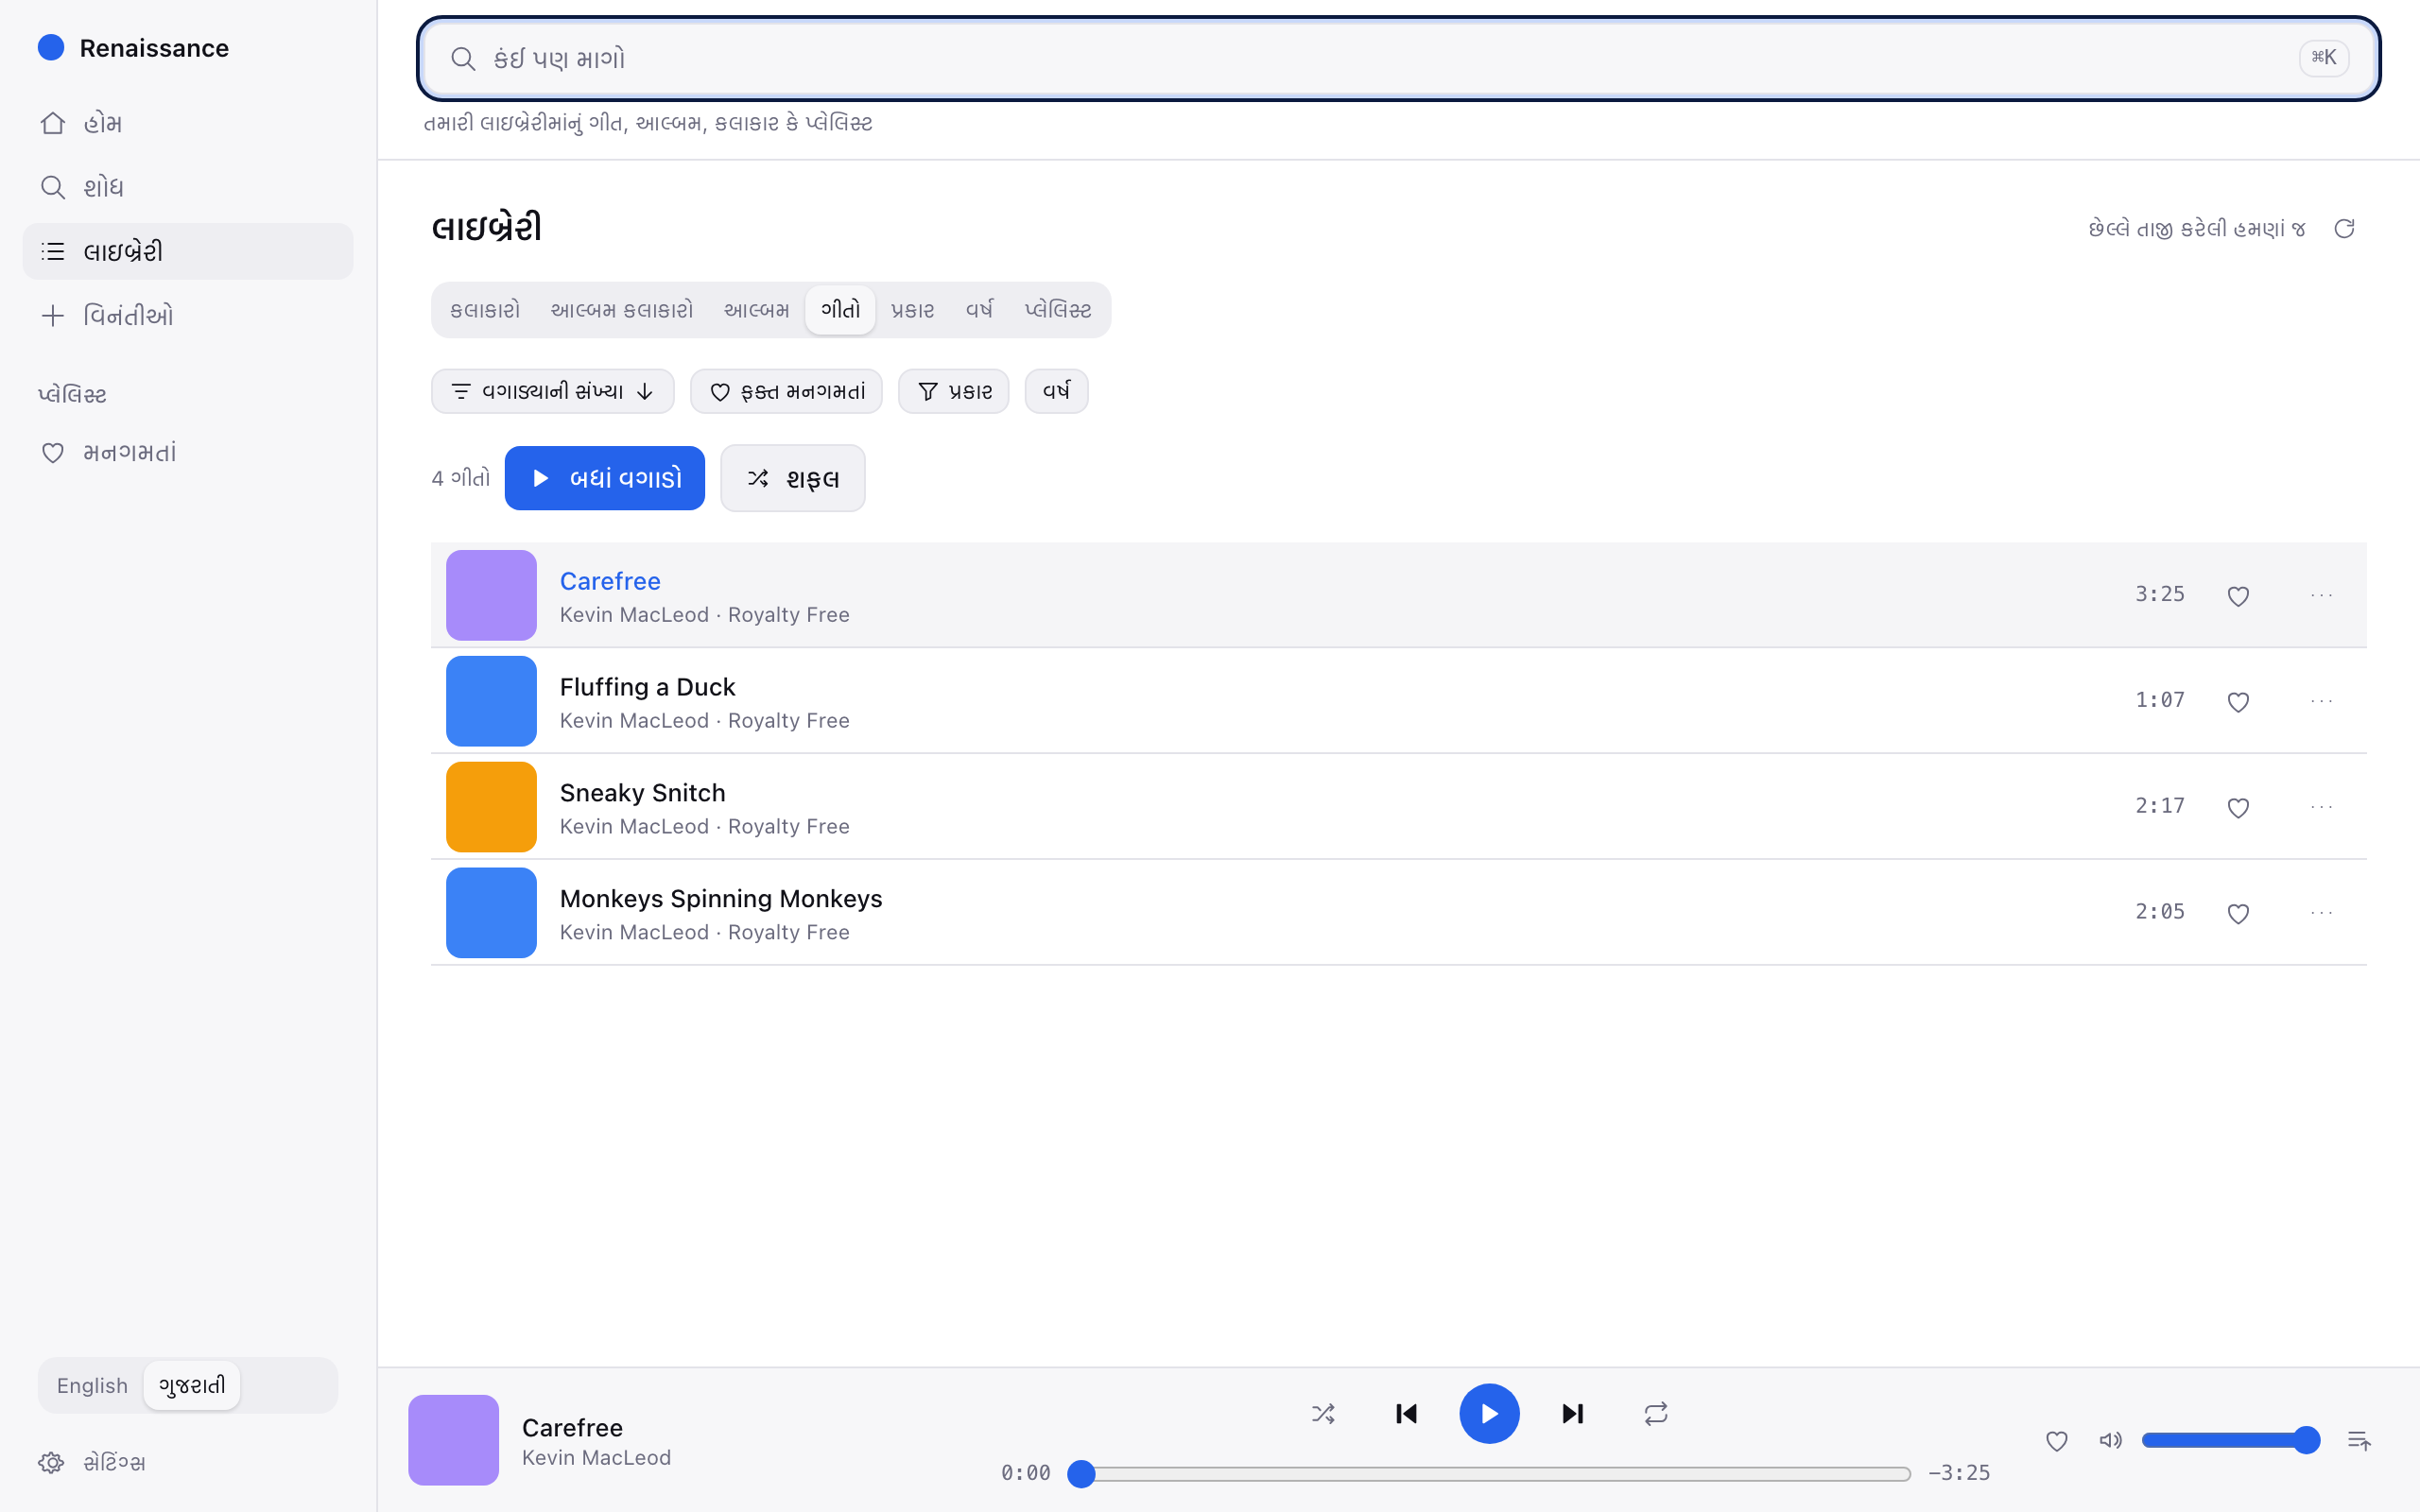 Renaissance
હોમ
શોધ
લાઇબ્રેરી
વિનંતીઓ
પ્લેલિસ્ટ
મનગમતાં
English ગુજરાતી
સેટિંગ્સ
કંઈ પણ માગો
⌘K
તમારી લાઇબ્રેરીમાંનું ગીત, આલ્બમ, કલાકાર કે પ્લેલિસ્ટ
લાઇબ્રેરી
છેલ્લે તાજી કરેલી હમણાં જ
કલાકારો આલ્બમ કલાકારો આલ્બમ ગીતો પ્રકાર વર્ષ પ્લેલિસ્ટ
વગાડ્યાની સંખ્યા ફક્ત મનગમતાં પ્રકાર વર્ષ
4 ગીતો બધાં વગાડો શફલ
Carefree
Kevin MacLeod · Royalty Free
3:25
Fluffing a Duck
Kevin MacLeod · Royalty Free
1:07
Sneaky Snitch
Kevin MacLeod · Royalty Free
2:17
Monkeys Spinning Monkeys
Kevin MacLeod · Royalty Free
2:05
Carefree
Kevin MacLeod
0:00
−3:25